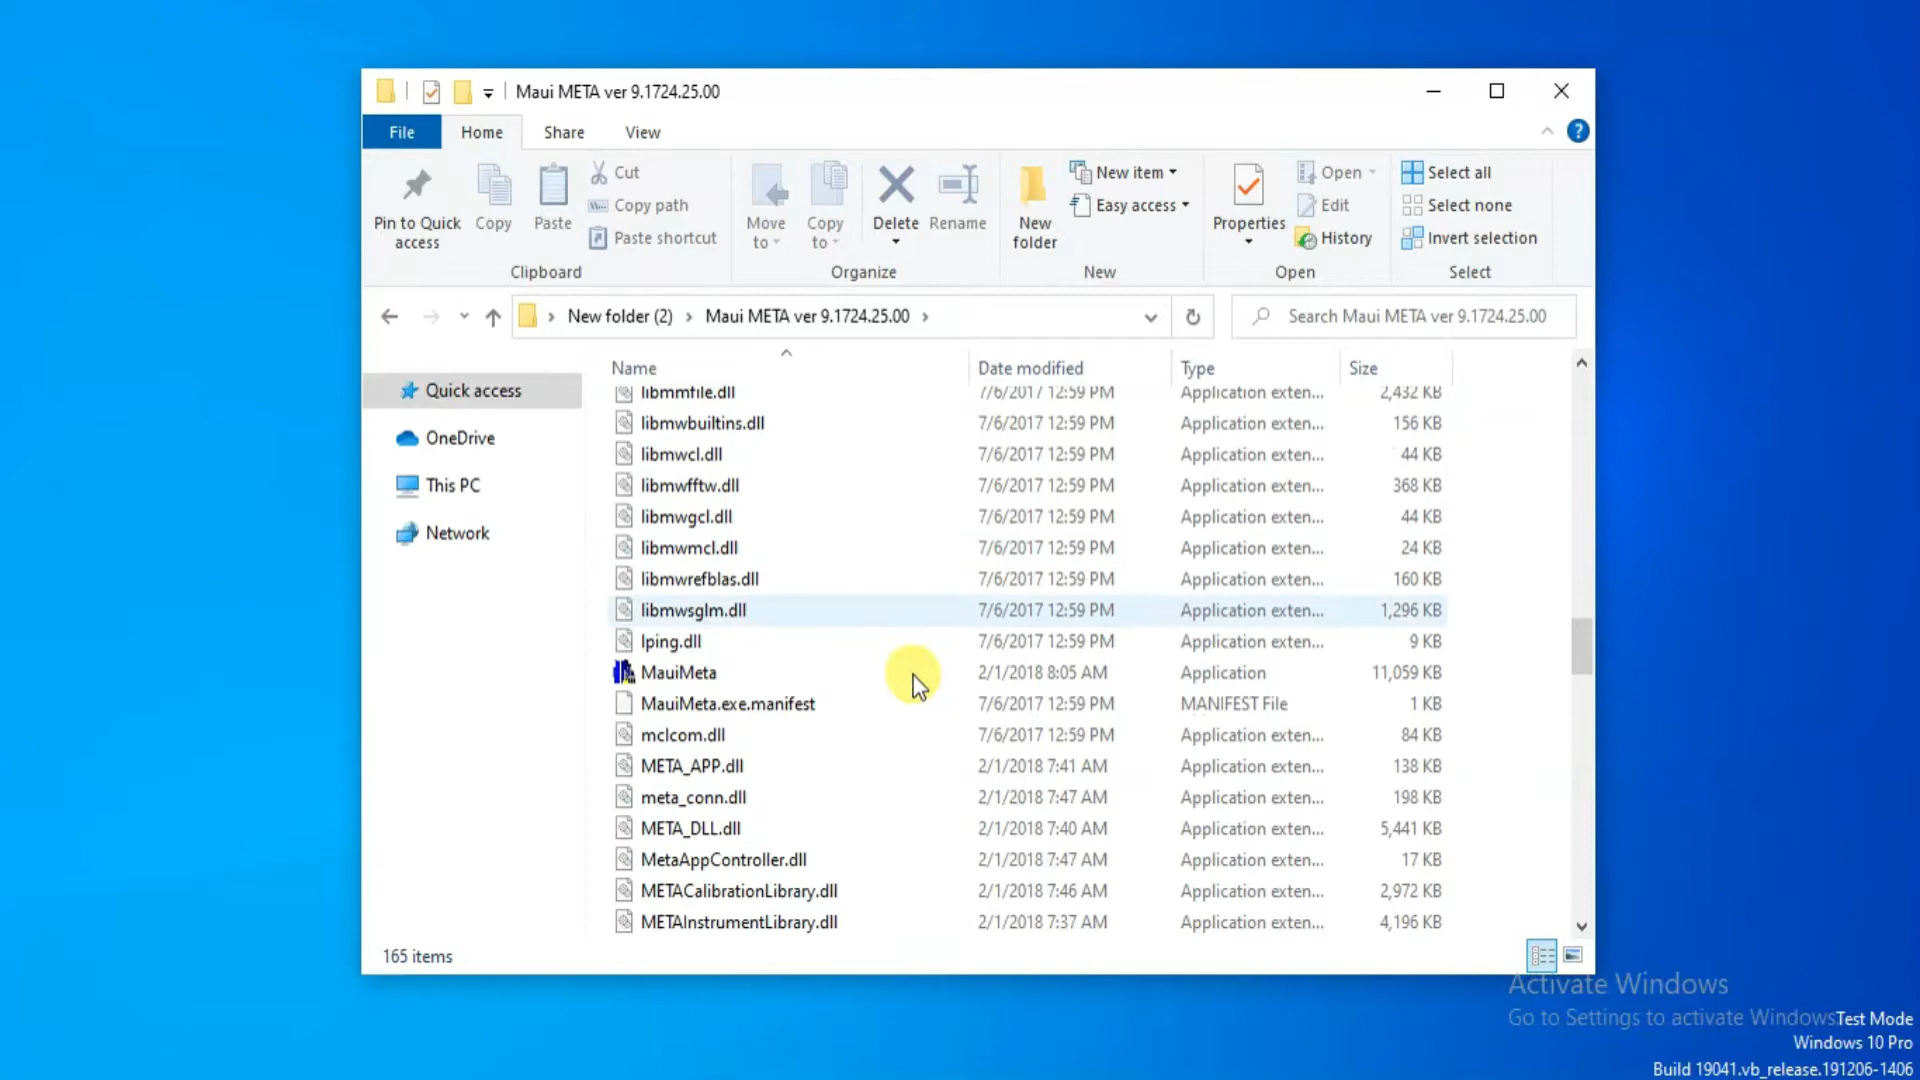 Maui META ver 9.1724.25.00
File Home Share View
Pin to Quick access
Copy
Paste
Cut
Copy path
Paste shortcut
Clipboard
Move to
Copy to
Delete
Rename
Organize
New folder
New item
Easy access
New
Properties
Open
Edit
History
Open
Select all
Select none
Invert selection
Select
New folder (2) > Maui META ver 9.1724.25.00 >
Search Maui META ver 9.1724.25.00
Quick access
OneDrive
This PC
Network
Name Date modified Type Size
libmmfile.dll 7/6/2017 12:59 PM Application exten... 2,432 KB
libmwbuiltins.dll 7/6/2017 12:59 PM Application exten... 156 KB
libmwcl.dll 7/6/2017 12:59 PM Application exten... 44 KB
libmwfftw.dll 7/6/2017 12:59 PM Application exten... 368 KB
libmwgcl.dll 7/6/2017 12:59 PM Application exten... 44 KB
libmwmcl.dll 7/6/2017 12:59 PM Application exten... 24 KB
libmwrefblas.dll 7/6/2017 12:59 PM Application exten... 160 KB
libmwsglm.dll 7/6/2017 12:59 PM Application exten... 1,296 KB
lping.dll 7/6/2017 12:59 PM Application exten... 9 KB
MauiMeta 2/1/2018 8:05 AM Application 11,059 KB
MauiMeta.exe.manifest 7/6/2017 12:59 PM MANIFEST File 1 KB
mclcom.dll 7/6/2017 12:59 PM Application exten... 84 KB
META_APP.dll 2/1/2018 7:41 AM Application exten... 138 KB
meta_conn.dll 2/1/2018 7:47 AM Application exten... 198 KB
META_DLL.dll 2/1/2018 7:40 AM Application exten... 5,441 KB
MetaAppController.dll 2/1/2018 7:47 AM Application exten... 17 KB
METACalibrationLibrary.dll 2/1/2018 7:46 AM Application exten... 2,972 KB
METAInstrumentLibrary.dll 2/1/2018 7:37 AM Application exten... 4,196 KB
165 items
Activate Windows
Go to Settings to activate Windows.
Test Mode
Windows 10 Pro
Build 19041.vb_release.191206-1406